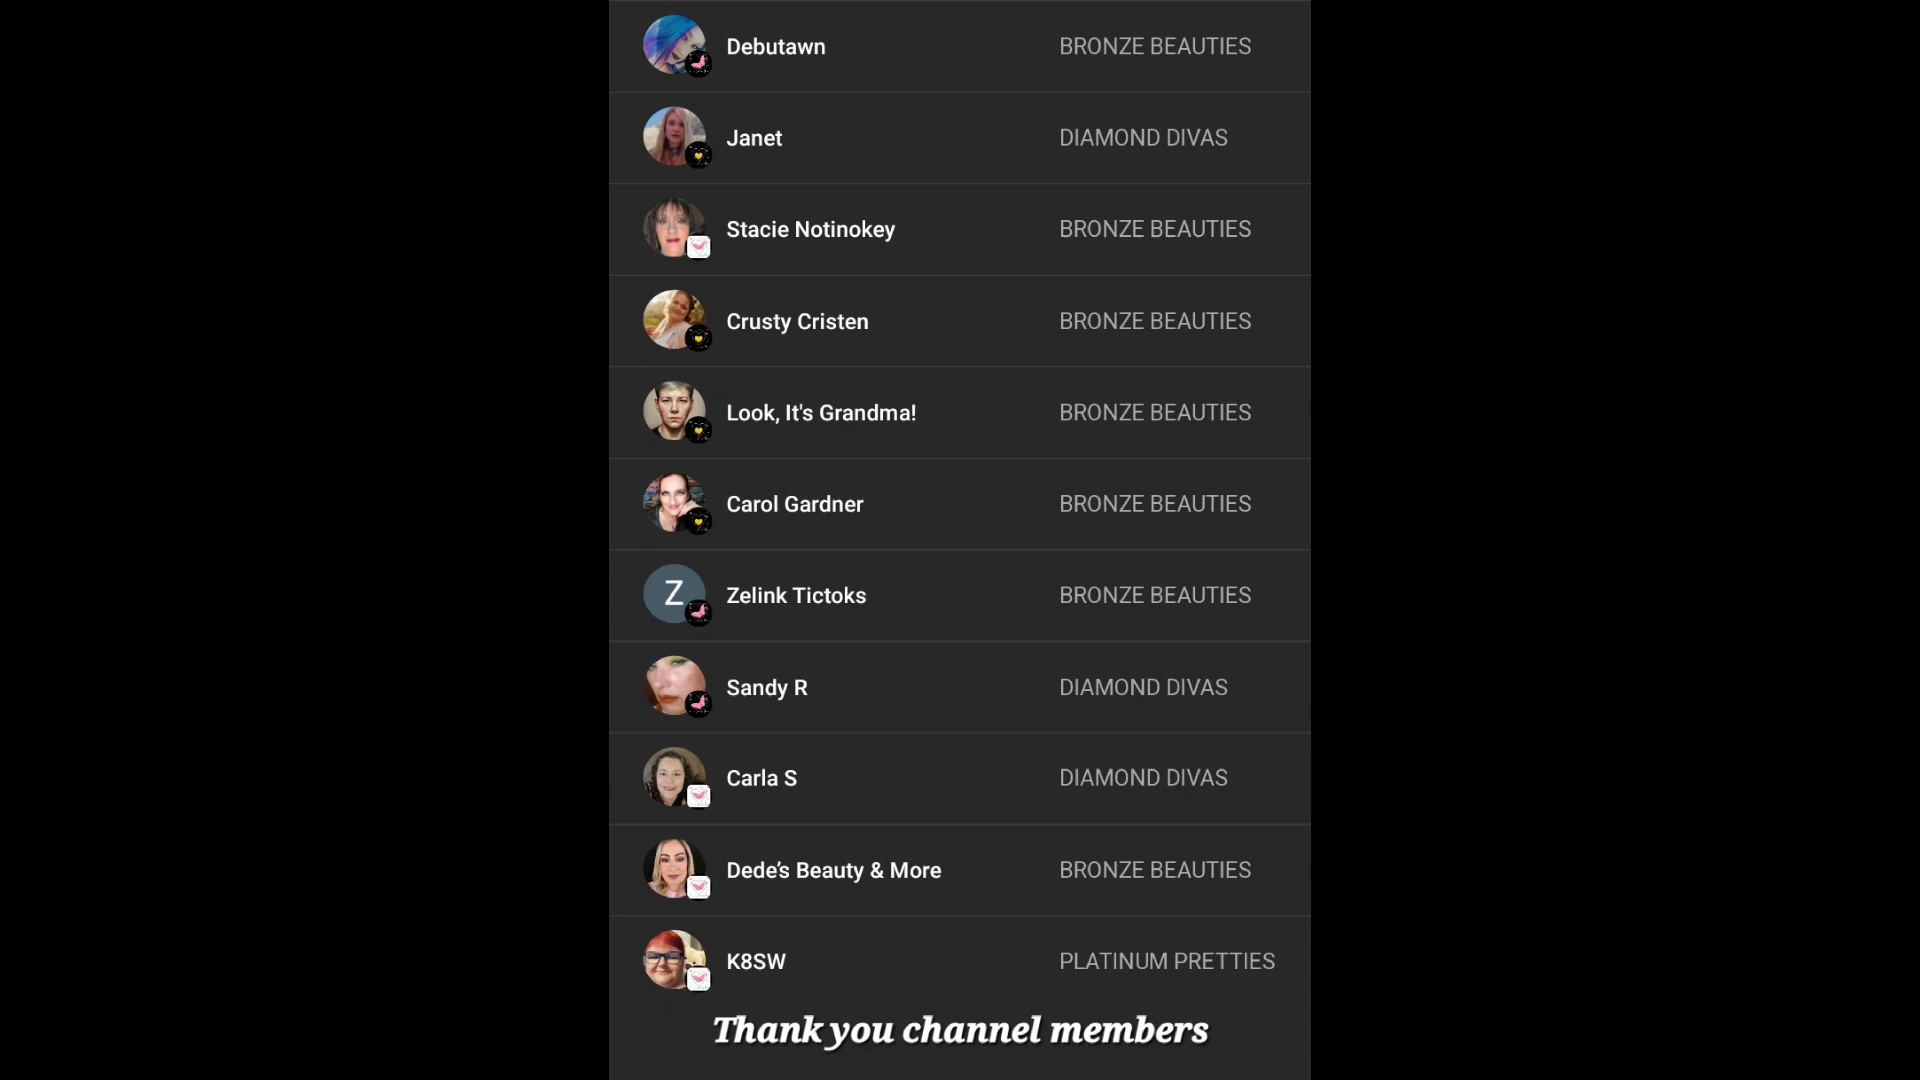 Debutawn BRONZE BEAUTIES
Janet DIAMOND DIVAS
Stacie Notinokey BRONZE BEAUTIES
Crusty Cristen BRONZE BEAUTIES
Look, It's Grandma! BRONZE BEAUTIES
Carol Gardner BRONZE BEAUTIES
Z Zelink Tictoks BRONZE BEAUTIES
Sandy R DIAMOND DIVAS
Carla S DIAMOND DIVAS
Dede’s Beauty & More BRONZE BEAUTIES
K8SW PLATINUM PRETTIES
Thank you channel members